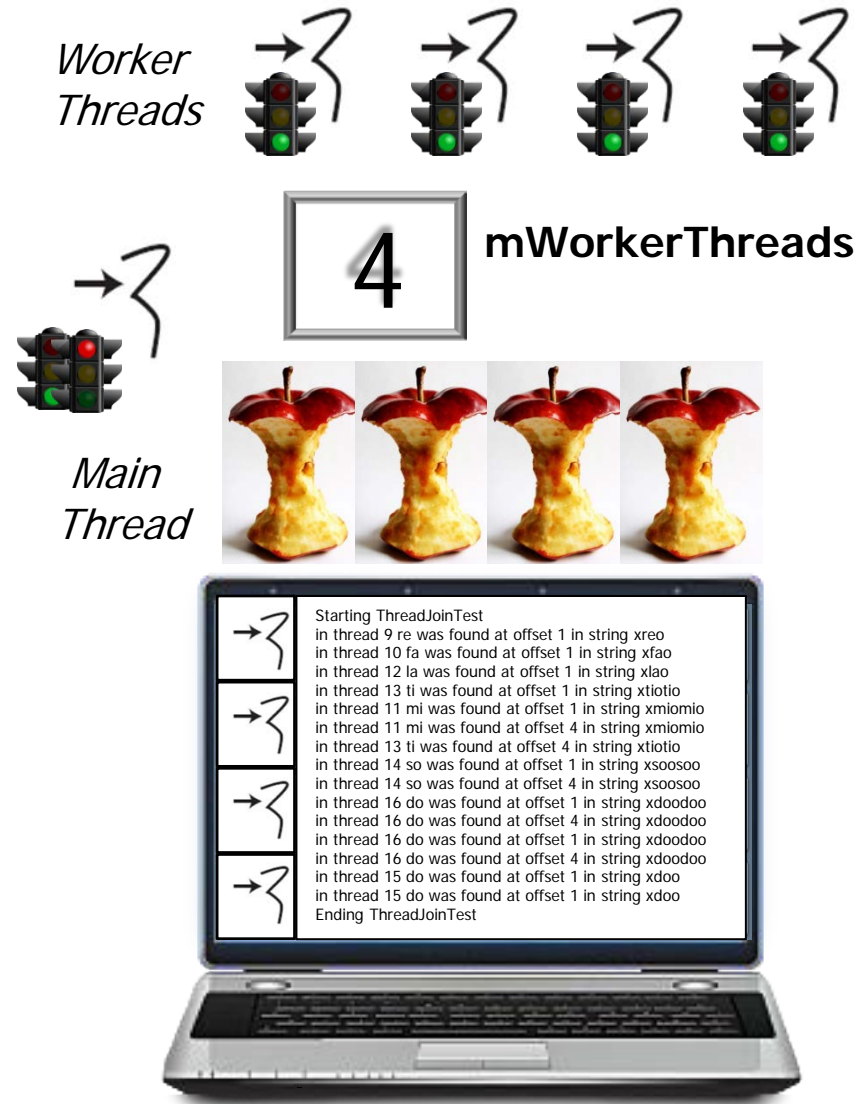 Worker
Threads
4
mWorkerThreads
Main
Thread
Starting ThreadJoinTest
in thread 9 re was found at offset 1 in string xreo
in thread 10 fa was found at offset 1 in string xfao
in thread 12 la was found at offset 1 in string xlao
in thread 13 ti was found at offset 1 in string xtiotio
in thread 11 mi was found at offset 1 in string xmiomio
in thread 11 mi was found at offset 4 in string xmiomio
in thread 13 ti was found at offset 4 in string xtiotio
in thread 14 so was found at offset 1 in string xsoosoo
in thread 14 so was found at offset 4 in string xsoosoo
in thread 16 do was found at offset 1 in string xdoodoo
in thread 16 do was found at offset 4 in string xdoodoo
in thread 16 do was found at offset 1 in string xdoodoo
in thread 16 do was found at offset 4 in string xdoodoo
in thread 15 do was found at offset 1 in string xdoo
in thread 15 do was found at offset 1 in string xdoo
Ending ThreadJoinTest